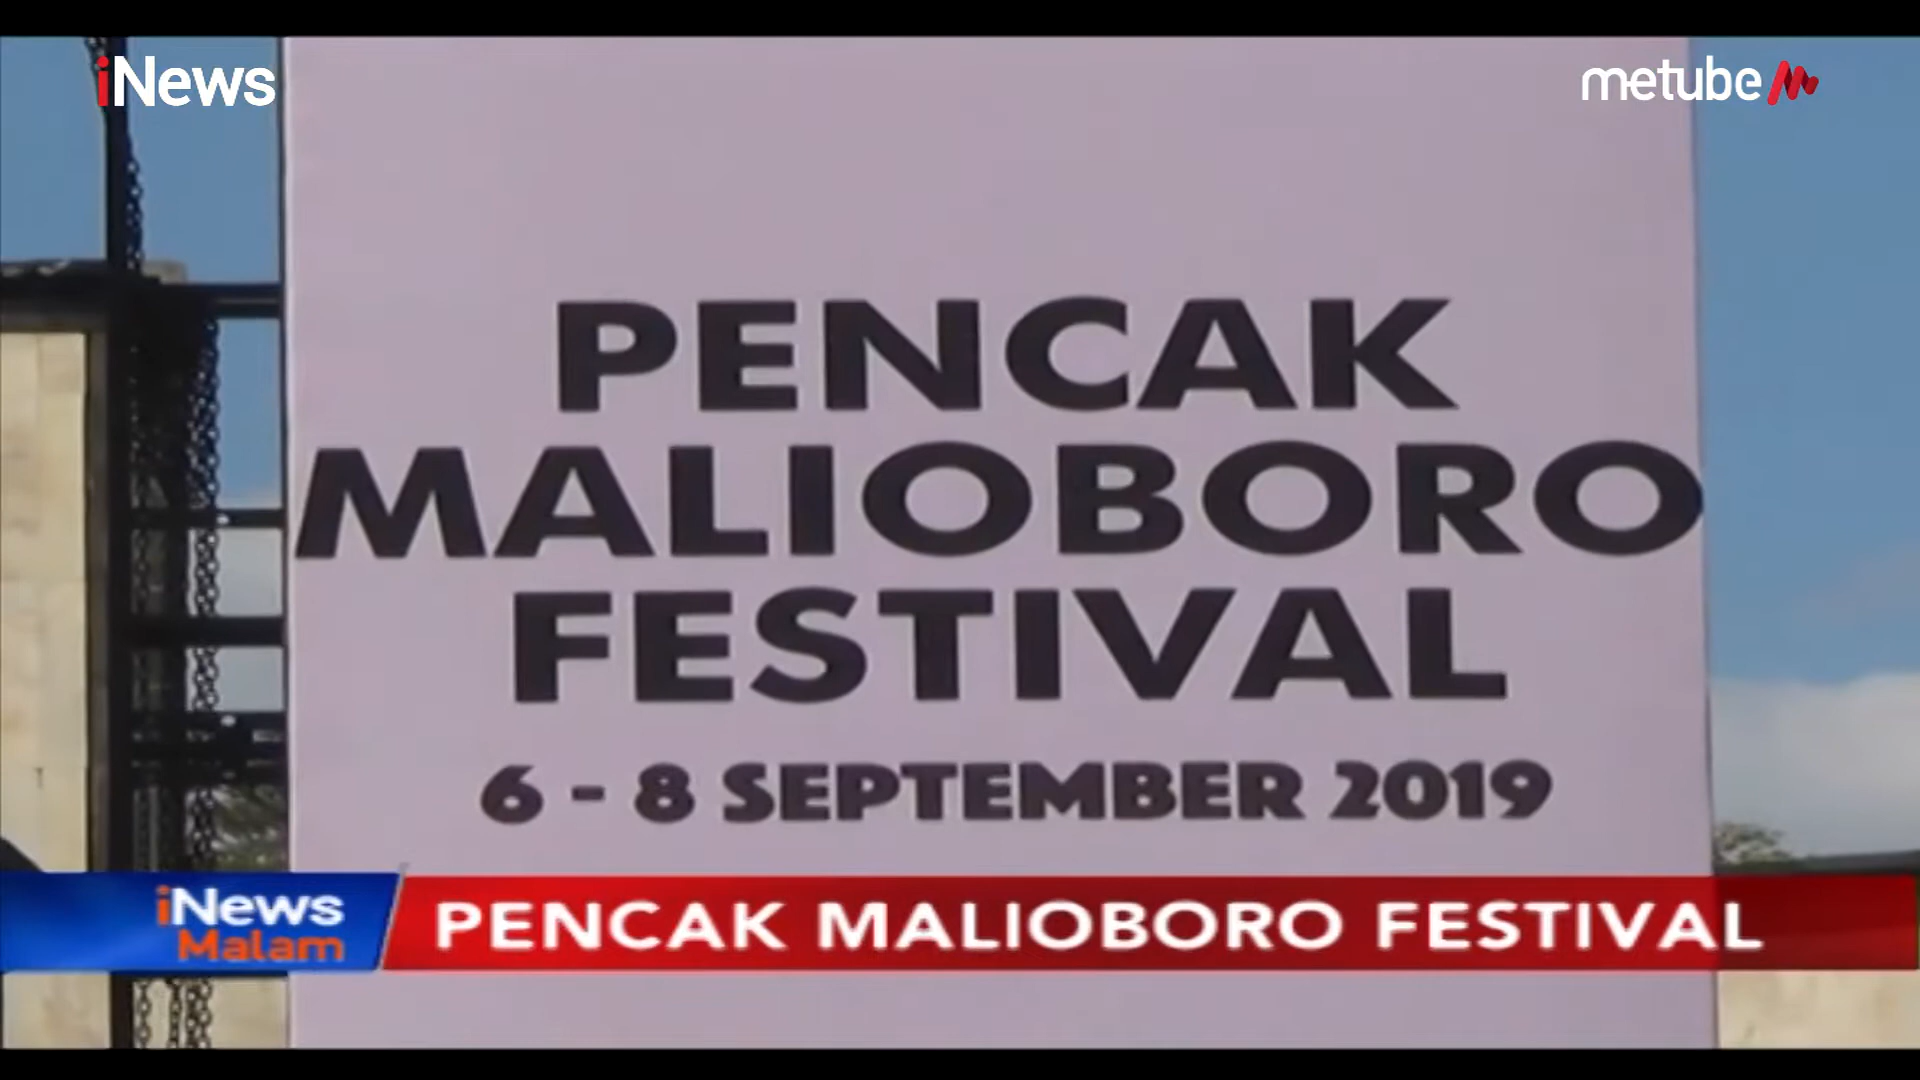 iNews
metube
PENCAK
MALIOBORO
FESTIVAL
6 - 8 SEPTEMBER 2019
iNews
Malam
PENCAK MALIOBORO FESTIVAL